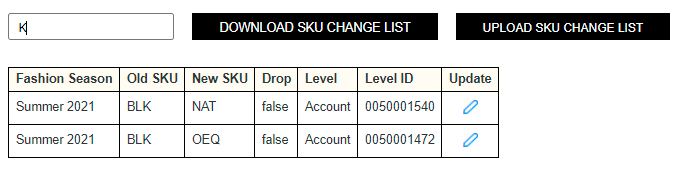 K
DOWNLOAD SKU CHANGE LIST
UPLOAD SKU CHANGE LIST
Fashion Season Old SKU New SKU Drop Level Level ID Update
Summer 2021 BLK NAT false Account 0050001540
Summer 2021 BLK OEQ false Account 0050001472